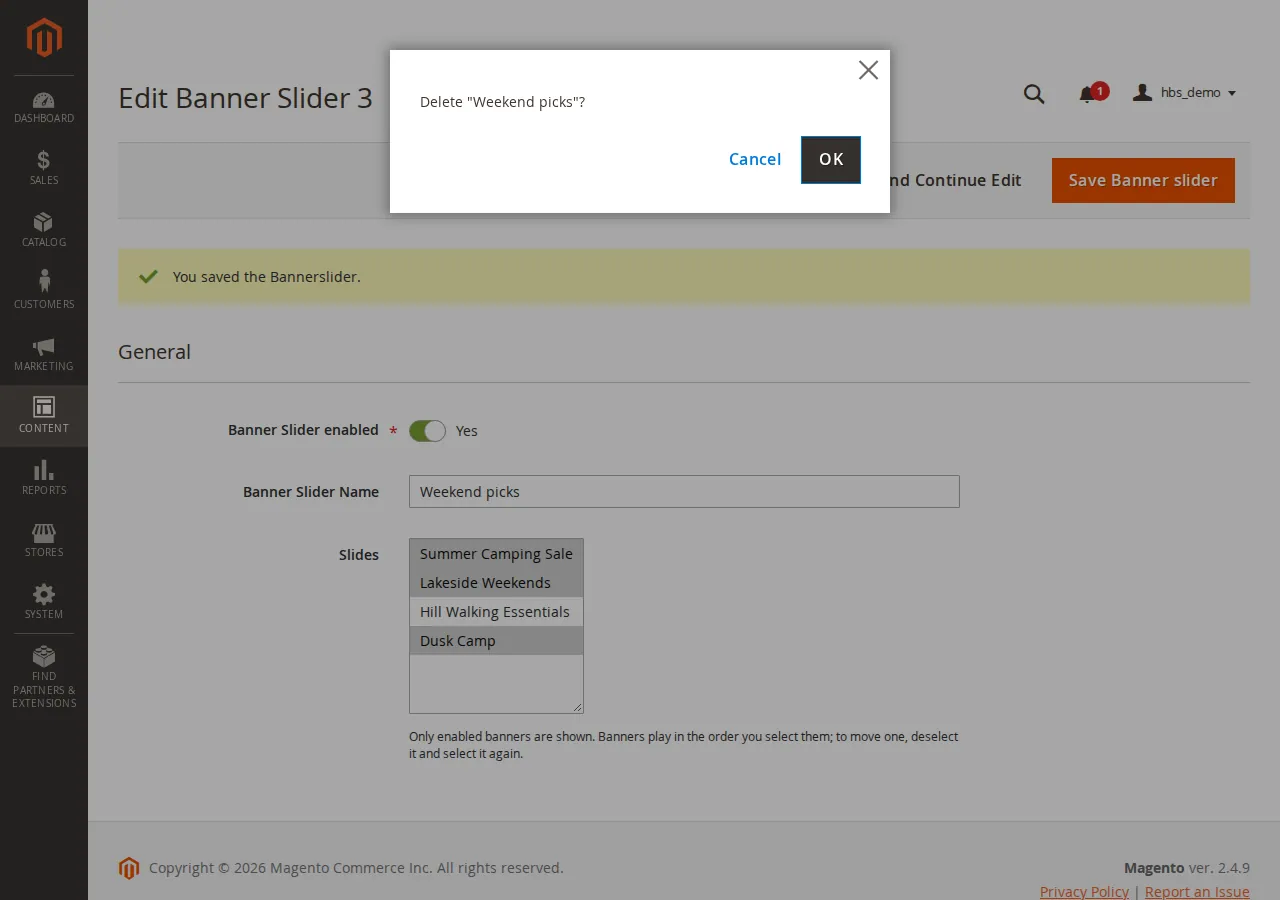 Delete "Weekend picks"?
Cancel
OK
DASHBOARD
SALES
CATALOG
CUSTOMERS
MARKETING
CONTENT
REPORTS
STORES
SYSTEM
FIND
PARTNERS &
EXTENSIONS
Edit Banner Slider 3
1
hbs_demo
Continue Edit
Save Banner slider
You saved the Bannerslider.
General
Banner Slider enabled *
Yes
Banner Slider Name
Weekend picks
Slides
Summer Camping Sale
Lakeside Weekends
Hill Walking Essentials
Dusk Camp
Only enabled banners are shown. Banners play in the order you select them; to move one, deselect
it and select it again.
Copyright © 2026 Magento Commerce Inc. All rights reserved.
Magento ver. 2.4.9
Privacy Policy | Report an Issue